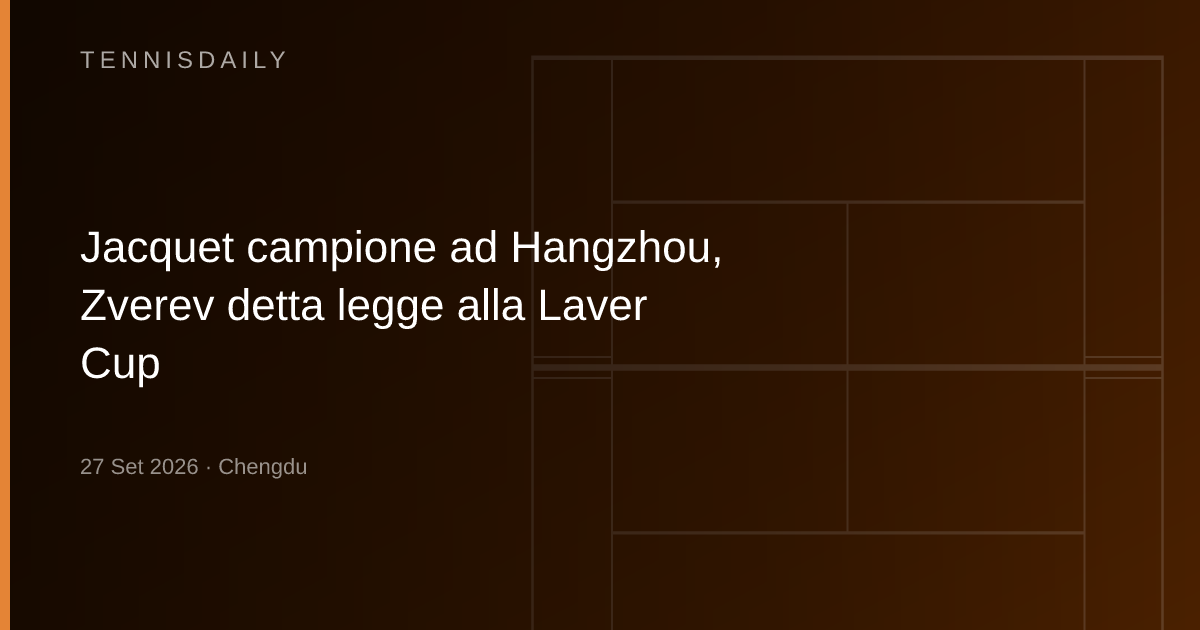 TENNISDAILY
Jacquet campione ad Hangzhou,
Zverev detta legge alla Laver
Cup
27 Set 2026 · Chengdu